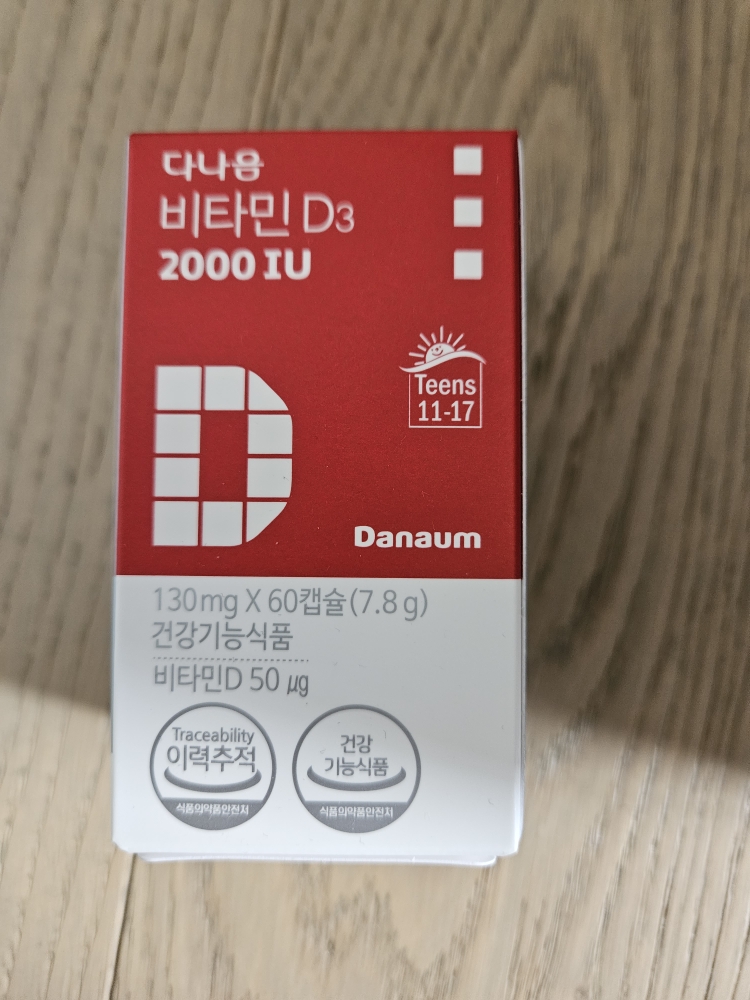 다나음
비타민 D3
2000 IU
Teens
11-17
Danaum
130mg X 60캡슐(7.8g)
건강기능식품
비타민D 50 ㎍
Traceability
이력추적
식품의약품안전처
건강
기능식품
식품의약품안전처